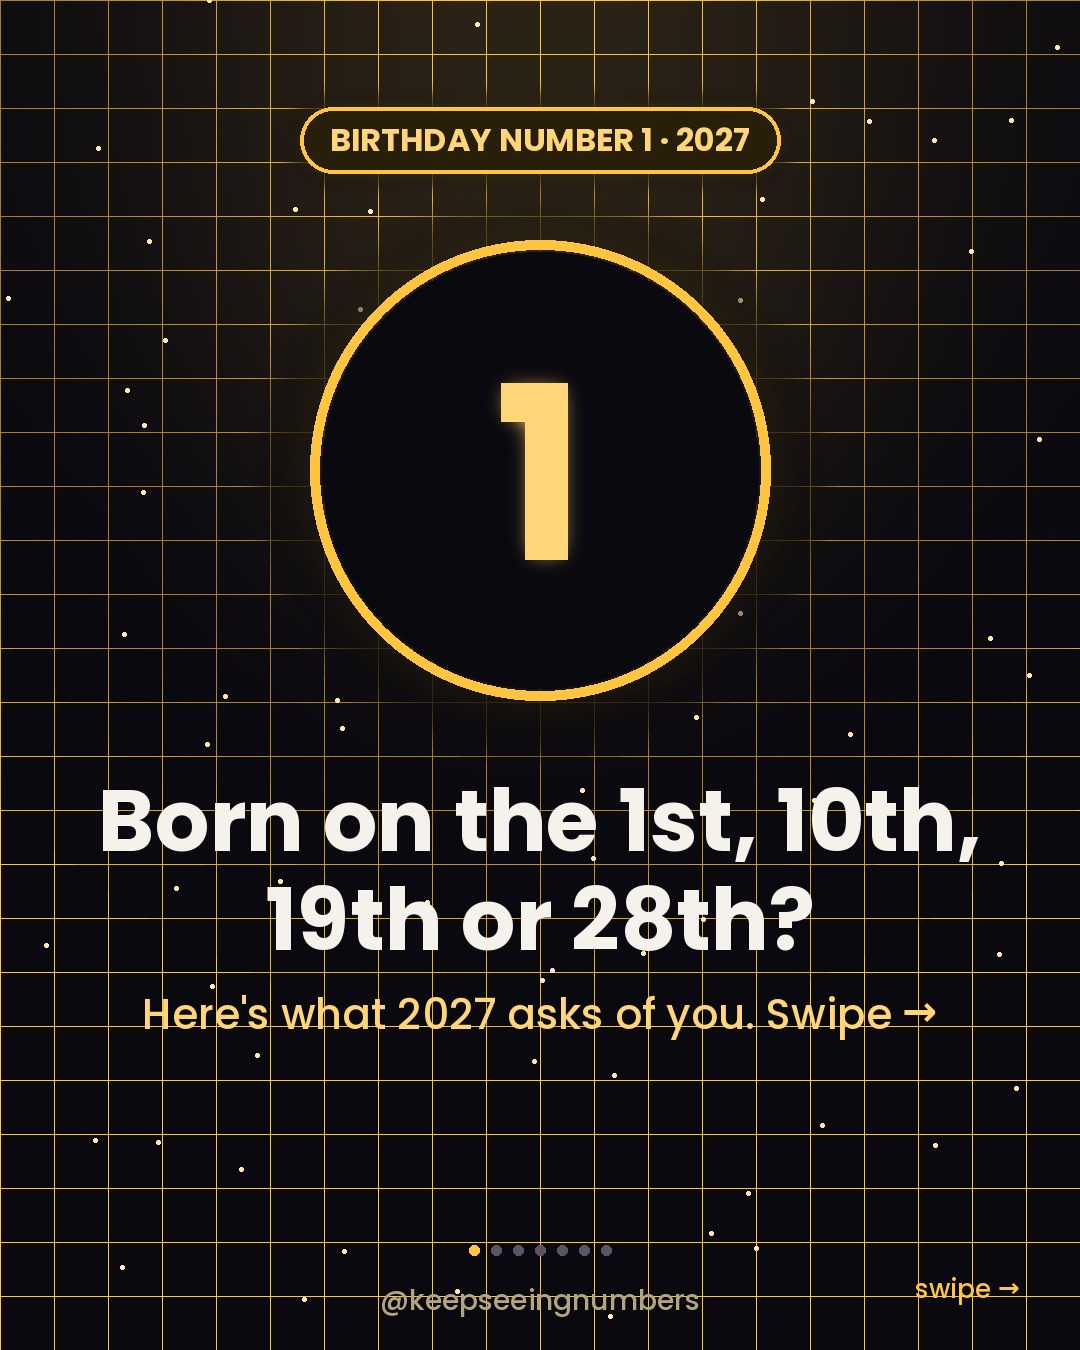 BIRTHDAY NUMBER 1 · 2027
1
Born on the 1st, 10th,
19th or 28th?
Here's what 2027 asks of you. Swipe →
@keepseeingnumbers
swipe →